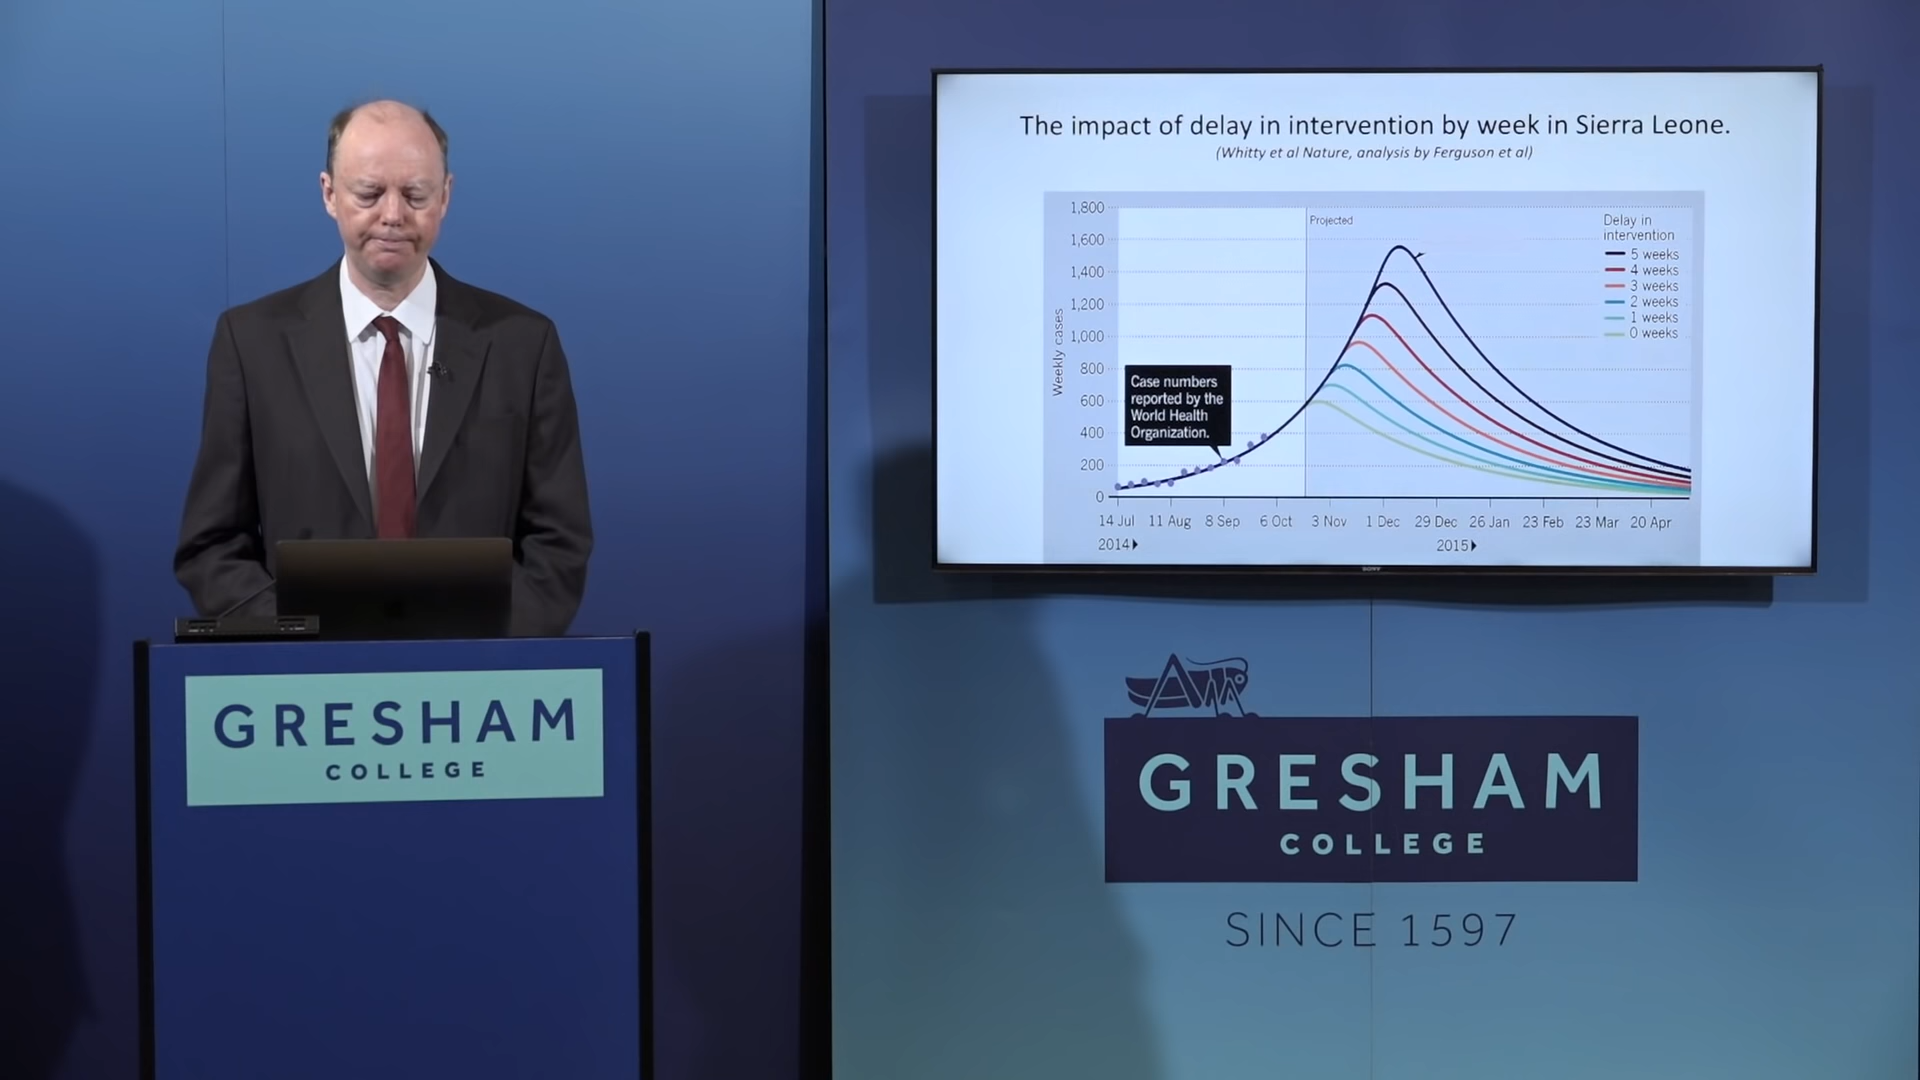 The impact of delay in intervention by week in Sierra Leone.
(Whitty et al Nature, analysis by Ferguson et al)
1,800
1,600
1,400
1,200
1,000
800
600
400
200
0
Weekly cases
Projected
Delay in
intervention
5 weeks
4 weeks
3 weeks
2 weeks
1 weeks
0 weeks
Case numbers
reported by the
World Health
Organization.
14 Jul 11 Aug 8 Sep 6 Oct 3 Nov 1 Dec 29 Dec 26 Jan 23 Feb 23 Mar 20 Apr
2014 2015
SONY
GRESHAM
COLLEGE
GRESHAM
COLLEGE
SINCE 1597